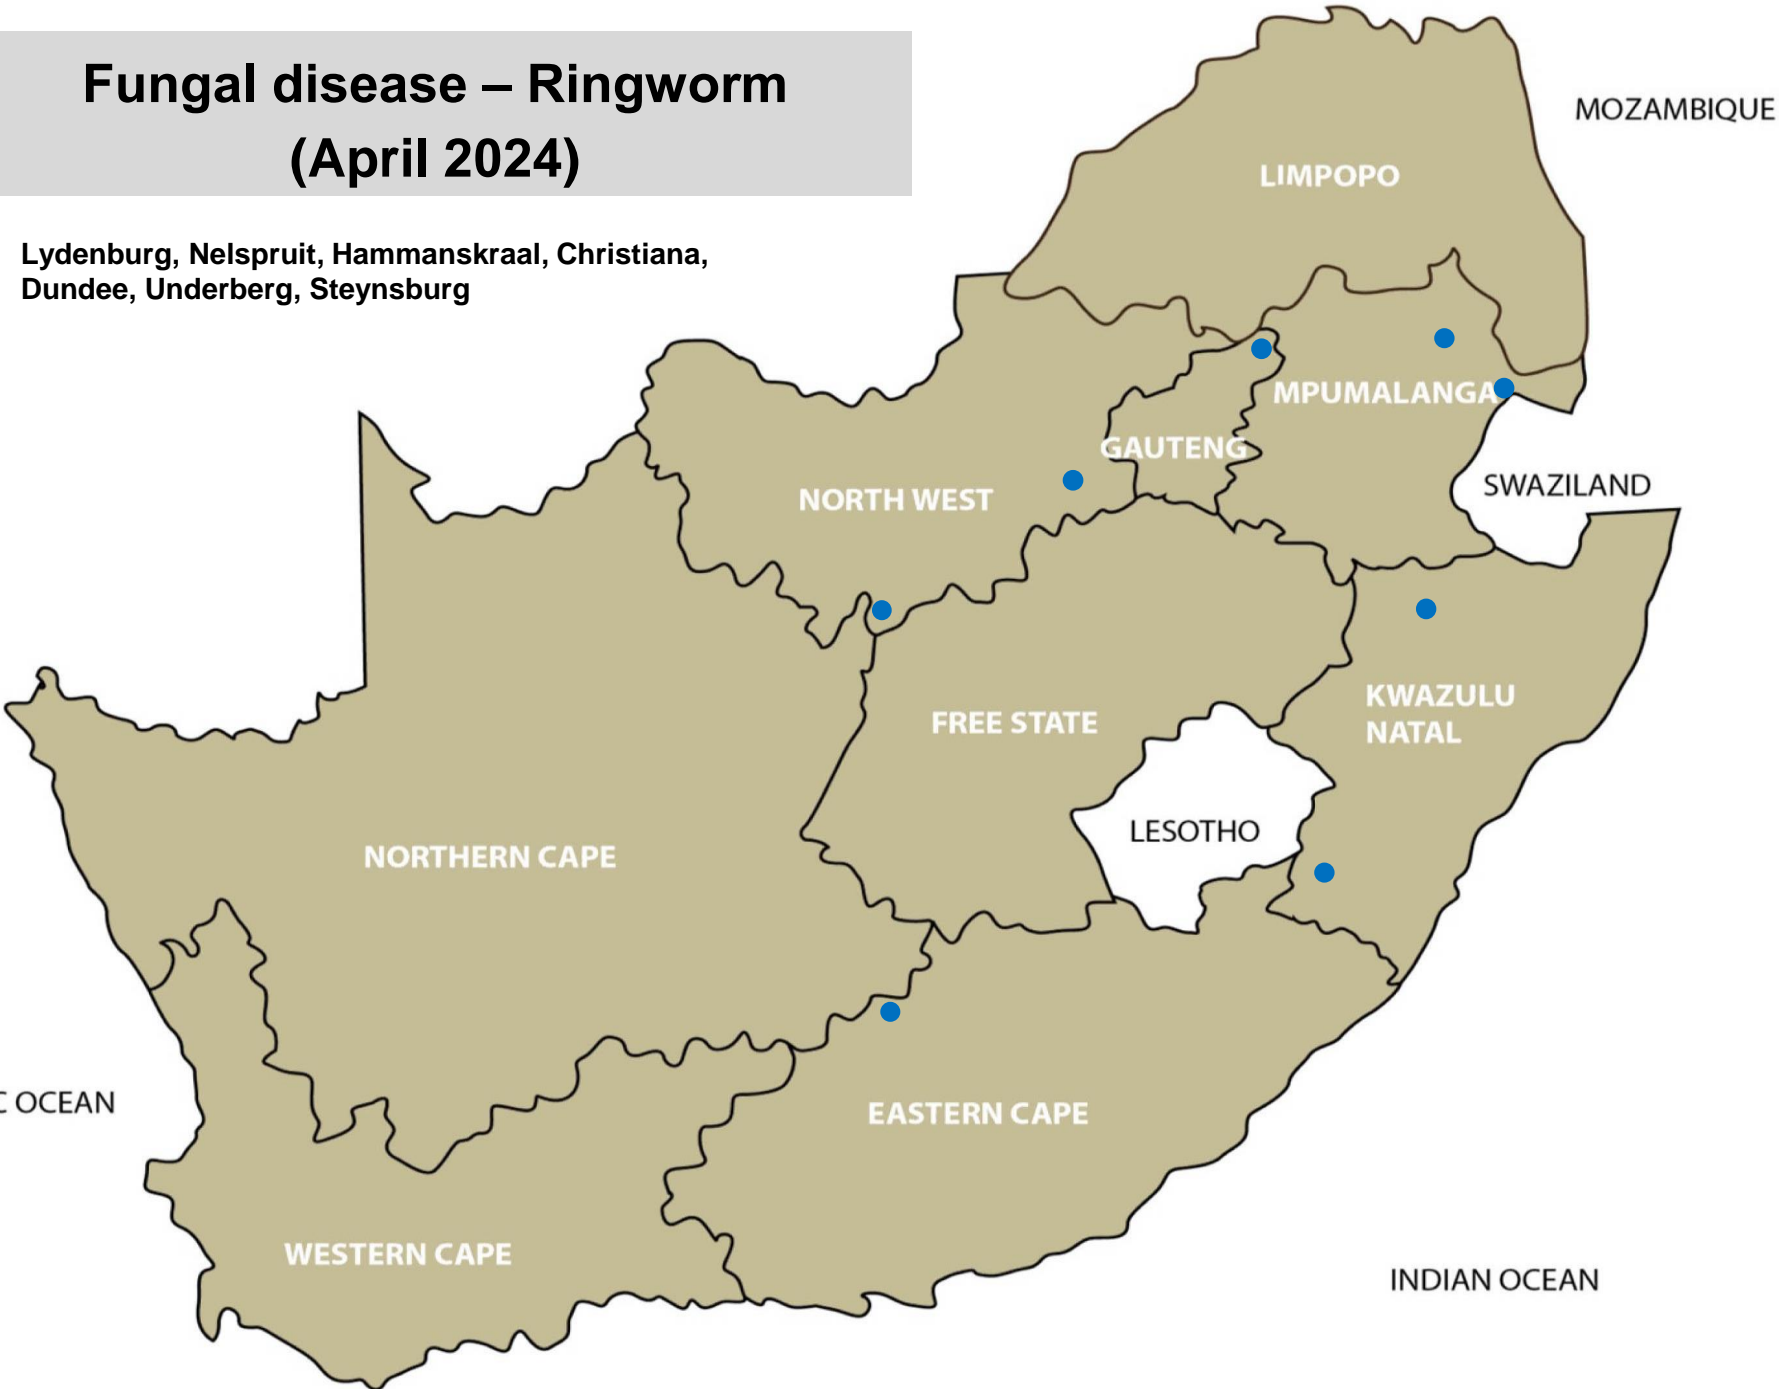 Fungal disease – Ringworm
(April 2024)
Lydenburg, Nelspruit, Hammanskraal, Christiana,
Dundee, Underberg, Steynsburg
MOZAMBIQUE
LIMPOPO
MPUMALANGA
GAUTENG
SWAZILAND
NORTH WEST
KWAZULU
NATAL
FREE STATE
LESOTHO
NORTHERN CAPE
C OCEAN
EASTERN CAPE
WESTERN CAPE
INDIAN OCEAN